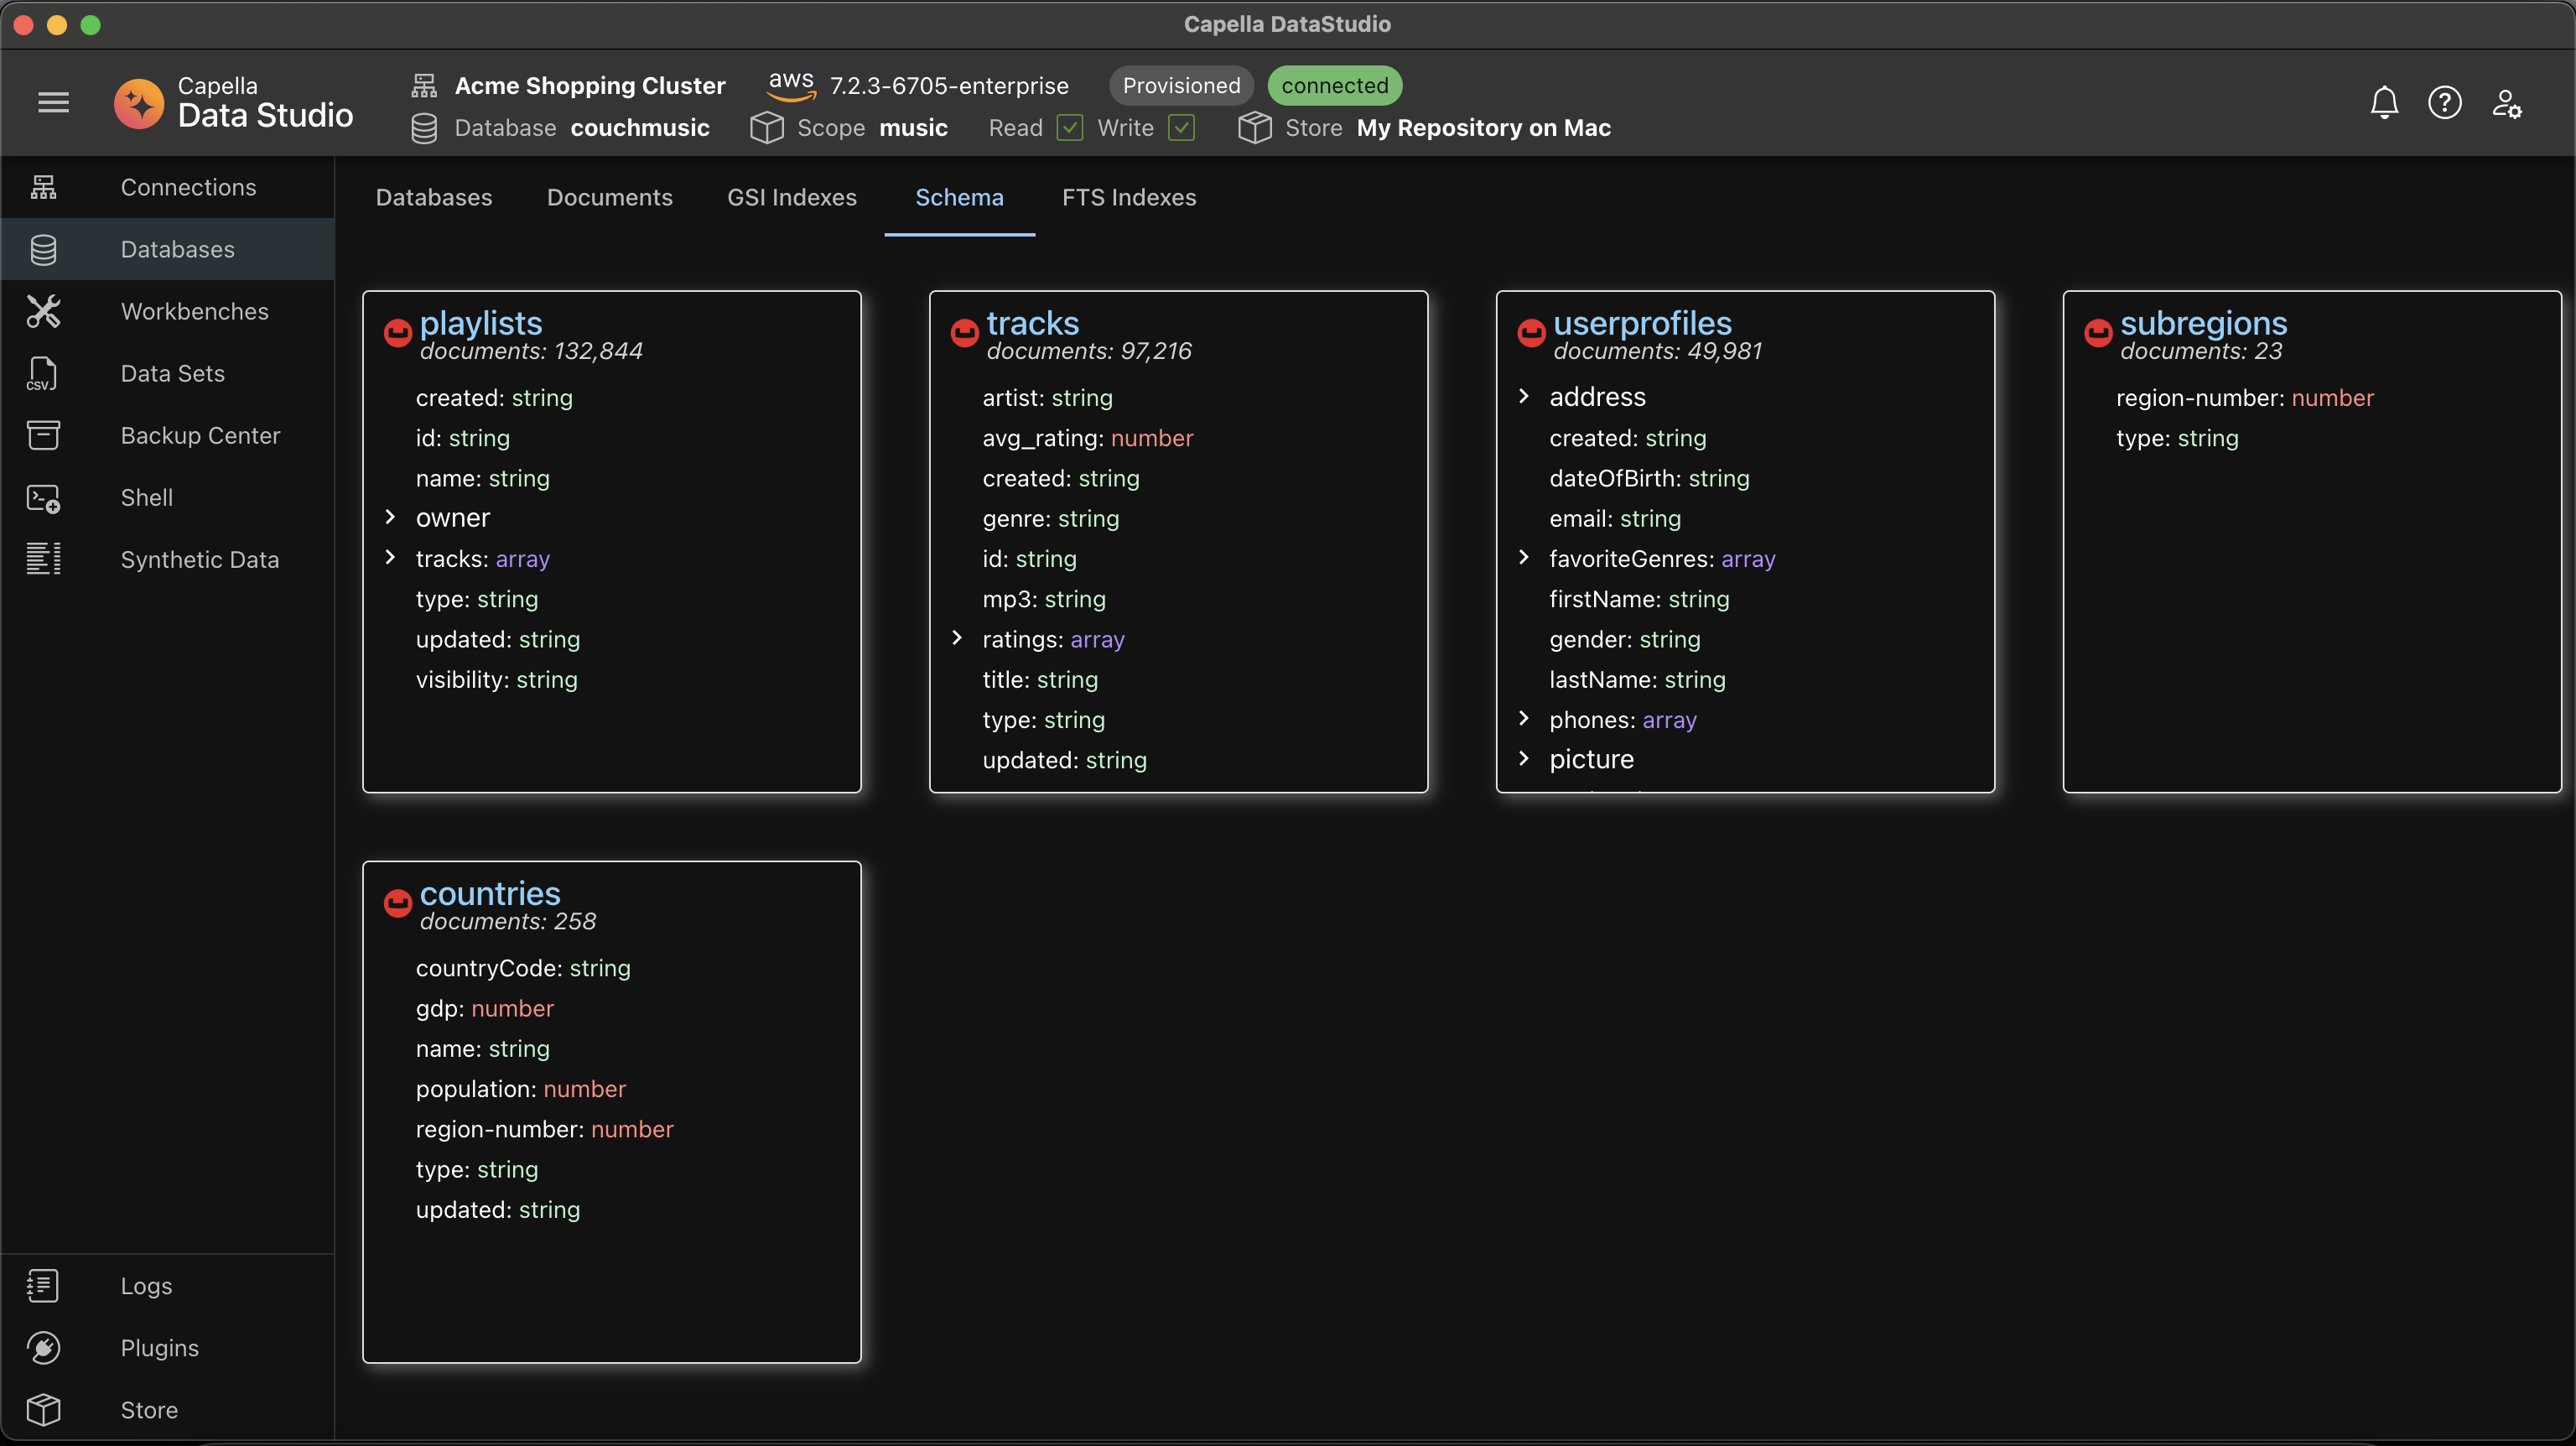 Capella DataStudio
Capella
Data Studio
Acme Shopping Cluster aws 7.2.3-6705-enterprise Provisioned connected
Database couchmusic Scope music Read Write Store My Repository on Mac
?
Connections
Databases
Workbenches
CSV
Data Sets
Backup Center
Shell
Synthetic Data
Logs
Plugins
Store
Databases Documents GSI Indexes Schema FTS Indexes
playlists
documents: 132,844
created: string
id: string
name: string
owner
tracks: array
type: string
updated: string
visibility: string
tracks
documents: 97,216
artist: string
avg_rating: number
created: string
genre: string
id: string
mp3: string
ratings: array
title: string
type: string
updated: string
userprofiles
documents: 49,981
address
created: string
dateOfBirth: string
email: string
favoriteGenres: array
firstName: string
gender: string
lastName: string
phones: array
picture
subregions
documents: 23
region-number: number
type: string
countries
documents: 258
countryCode: string
gdp: number
name: string
population: number
region-number: number
type: string
updated: string